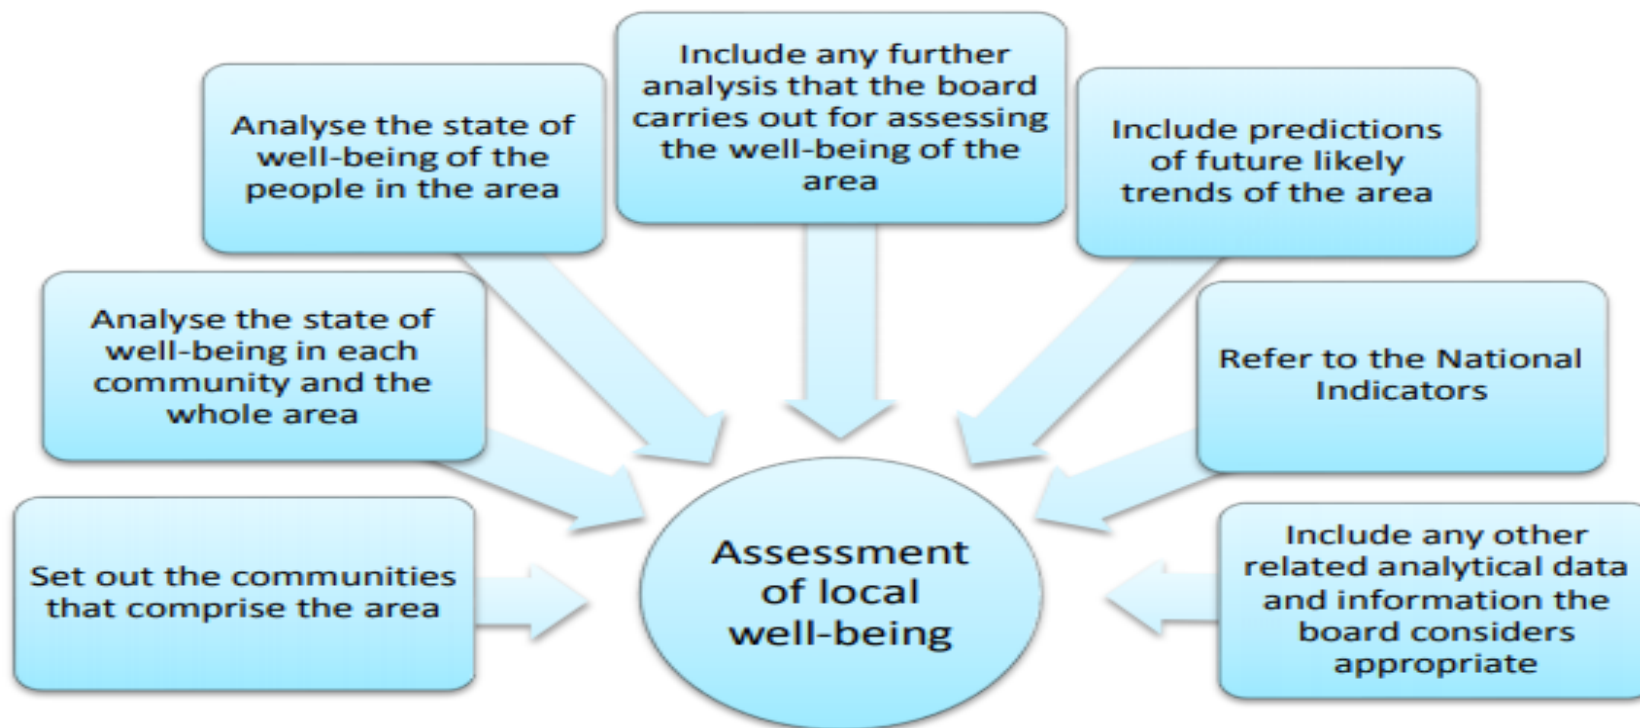 Include any further
analysis that the board
carries out for assessing
the well-being of the
area
Analyse the state of
well-being of the
people in the area
Include predictions
of future likely
trends of the area
Analyse the state of
well-being in each
community and the
whole area
Refer to the National
Indicators
Set out the communities
that comprise the area
Assessment
of local
well-being
Include any other
related analytical data
and information the
board considers
appropriate